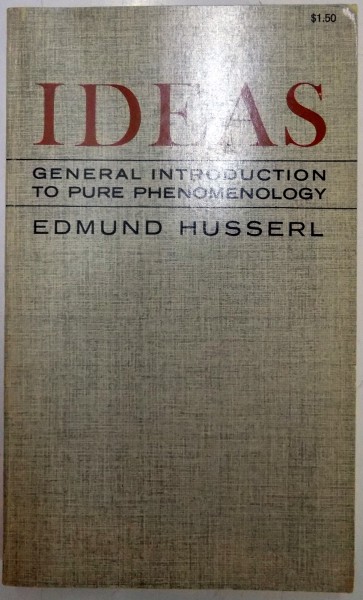 $1.50
IDEAS
GENERAL INTRODUCTION
TO PURE PHENOMENOLOGY
EDMUND HUSSERL